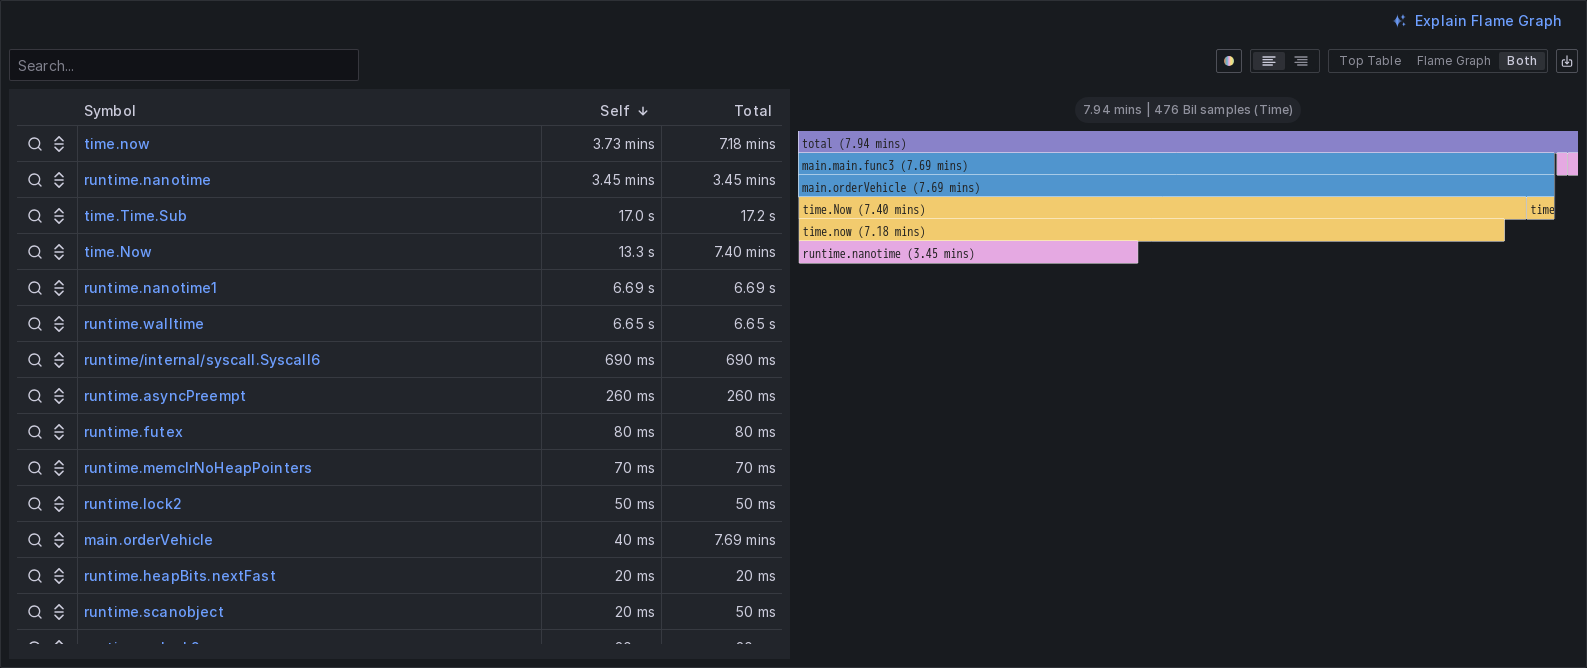 Explain Flame Graph
Search...
Top Table Flame Graph Both
Symbol Self Total
time.now 3.73 mins 7.18 mins
runtime.nanotime 3.45 mins 3.45 mins
time.Time.Sub 17.0 s 17.2 s
time.Now 13.3 s 7.40 mins
runtime.nanotime1 6.69 s 6.69 s
runtime.walltime 6.65 s 6.65 s
runtime/internal/syscall.Syscall6 690 ms 690 ms
runtime.asyncPreempt 260 ms 260 ms
runtime.futex 80 ms 80 ms
runtime.memclrNoHeapPointers 70 ms 70 ms
runtime.lock2 50 ms 50 ms
main.orderVehicle 40 ms 7.69 mins
runtime.heapBits.nextFast 20 ms 20 ms
runtime.scanobject 20 ms 50 ms
7.94 mins | 476 Bil samples (Time)
total (7.94 mins)
main.main.func3 (7.69 mins)
main.orderVehicle (7.69 mins)
time.Now (7.40 mins) time
time.now (7.18 mins)
runtime.nanotime (3.45 mins)